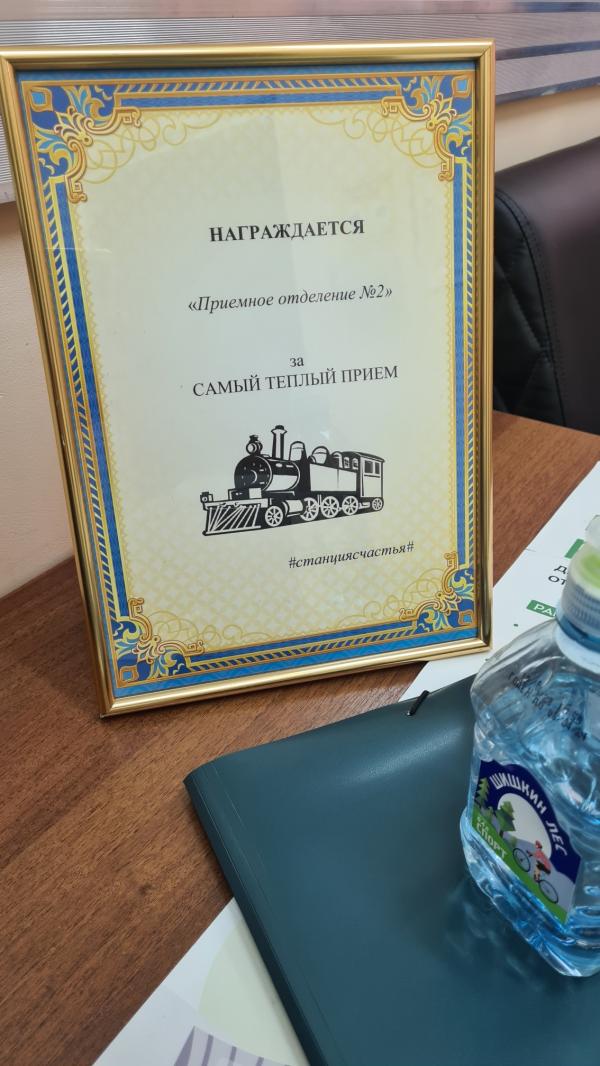 НАГРАЖДАЕТСЯ
«Приемное отделение №2»
за
САМЫЙ ТЕПЛЫЙ ПРИЕМ
#станциясчастья#
ШИШКИН ЛЕС
СПОРТ